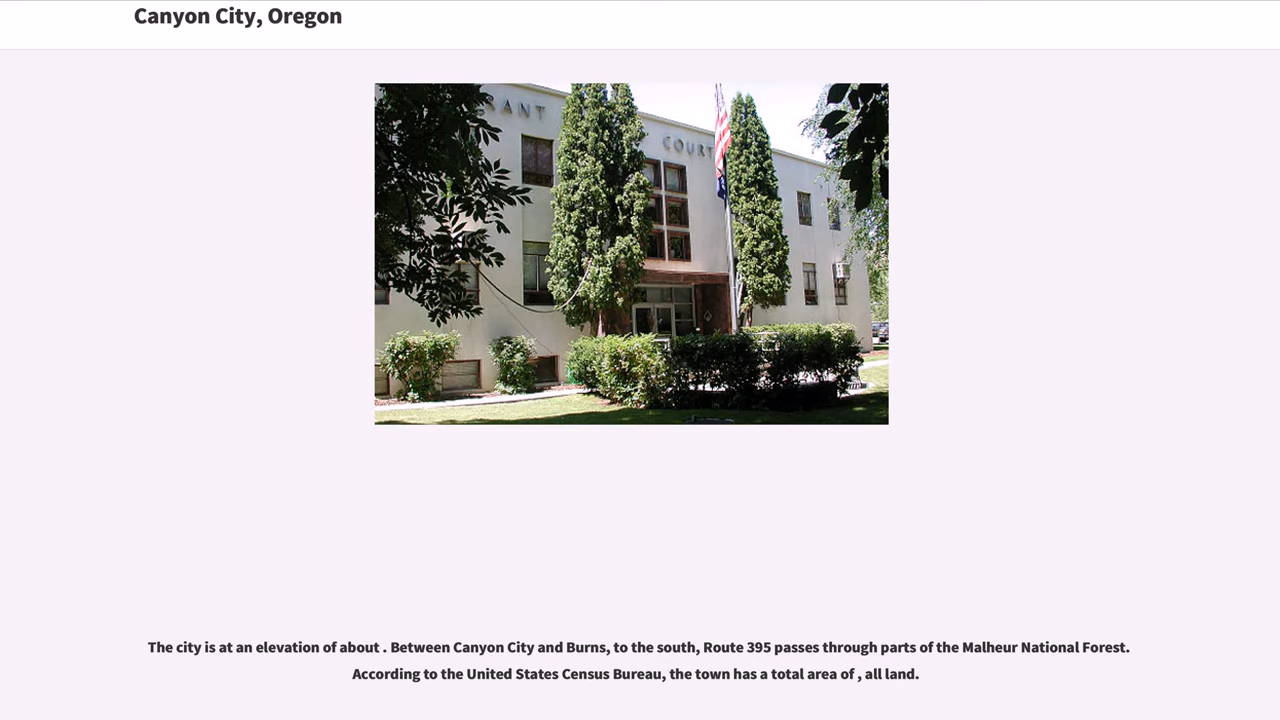 Canyon City, Oregon
RANT COURT
The city is at an elevation of about . Between Canyon City and Burns, to the south, Route 395 passes through parts of the Malheur National Forest.
According to the United States Census Bureau, the town has a total area of , all land.